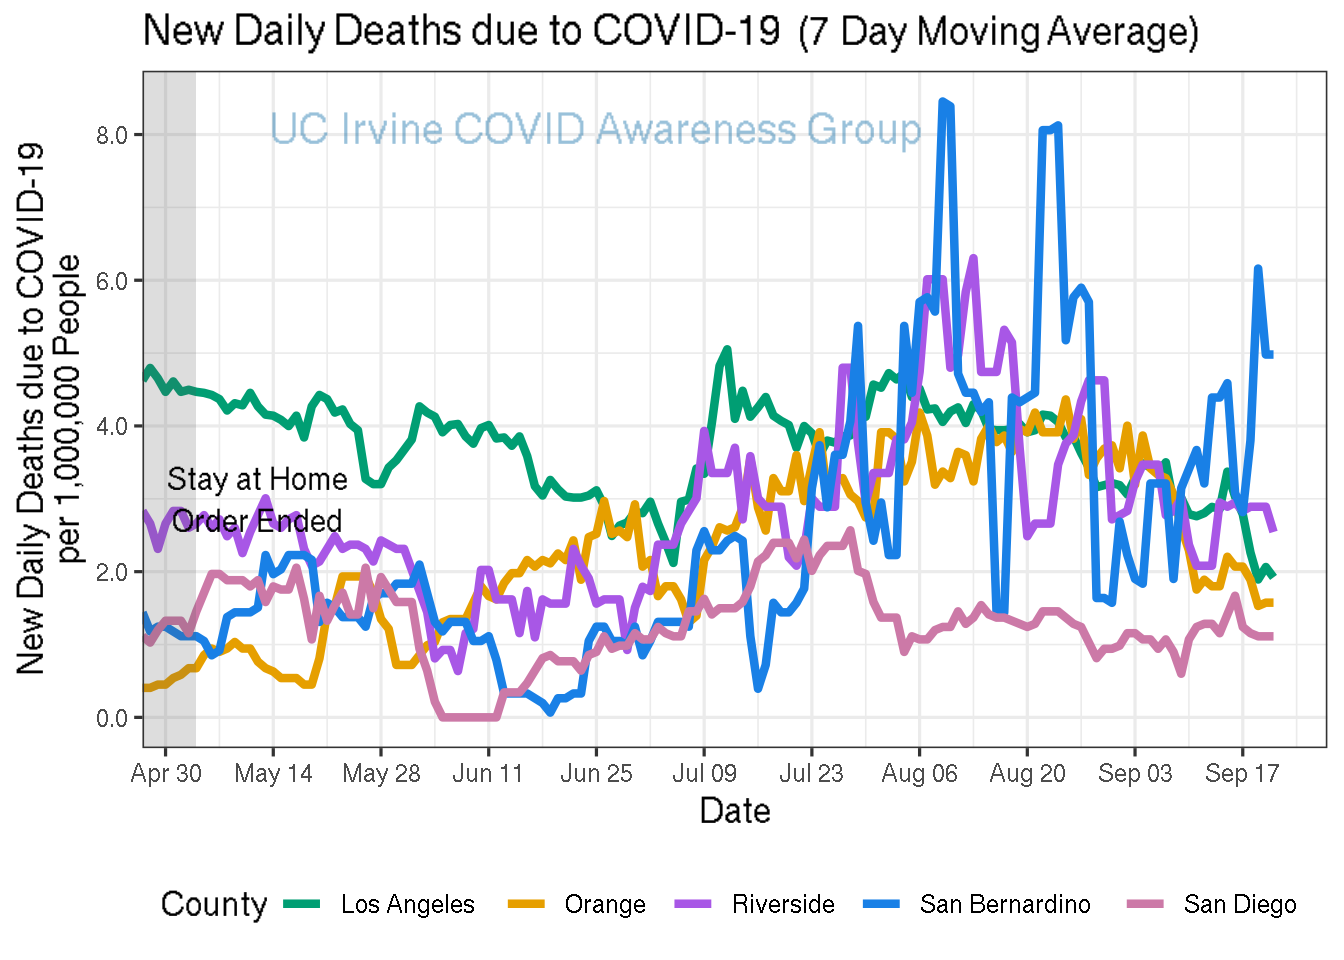 New Daily Deaths due to COVID-19 (7 Day Moving Average)
New Daily Deaths due to COVID-19
per 1,000,000 People
8.0
6.0
4.0
2.0
0.0
UC Irvine COVID Awareness Group
Stay at Home
Order Ended
Apr 30 May 14 May 28 Jun 11 Jun 25 Jul 09 Jul 23 Aug 06 Aug 20 Sep 03 Sep 17
Date
County Los Angeles Orange Riverside San Bernardino San Diego